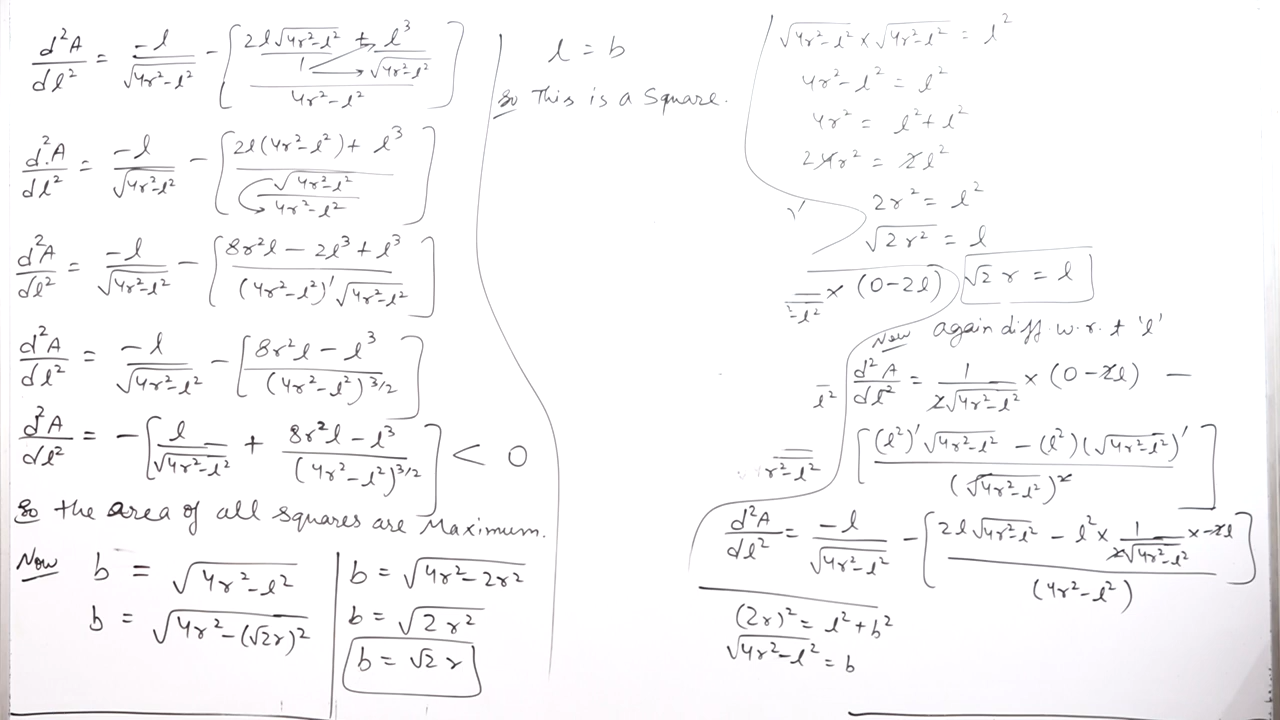 d²A/dl² = -l/√(4r²-l²) - [(2l√(4r²-l²)/1 + l³/√(4r²-l²))/(4r²-l²)]
d²A/dl² = -l/√(4r²-l²) - [(2l(4r²-l²) + l³)/(√(4r²-l²)/(4r²-l²))]
d²A/dl² = -l/√(4r²-l²) - [(8r²l - 2l³ + l³)/((4r²-l²)'√(4r²-l²))]
d²A/dl² = -l/√(4r²-l²) - [(8r²l - l³)/(4r²-l²)^3/2]
d²A/dl² = -[l/√(4r²-l²) + (8r²l - l³)/(4r²-l²)^3/2] < 0
So the area of all squares are Maximum.
Now b = √(4r²-l²)
b = √(4r²-(√2r)²)
b = √(4r²-2r²)
b = √(2r²)
b = √2 r
l = b
So This is a Square.
√(4r²-l²) × √(4r²-l²) = l²
4r²-l² = l²
4r² = l²+l²
2 4r² = 2l²
2r² = l²
√(2r²) = l
√2 r = l
× (0-2l)
-l²
Now again diff. w.r.t 'l'
l²
d²A/dl² = 1/(2√(4r²-l²)) × (0-2l) -
r²-l²
[((l²)'√(4r²-l²) - (l²)(√(4r²-l²))')/(√(4r²-l²))²]
d²A/dl² = -l/√(4r²-l²) - [(2l√(4r²-l²) - l² × 1/(2√(4r²-l²)) × -2l)/(4r²-l²)]
(2r)² = l²+b²
√(4r²-l²) = b